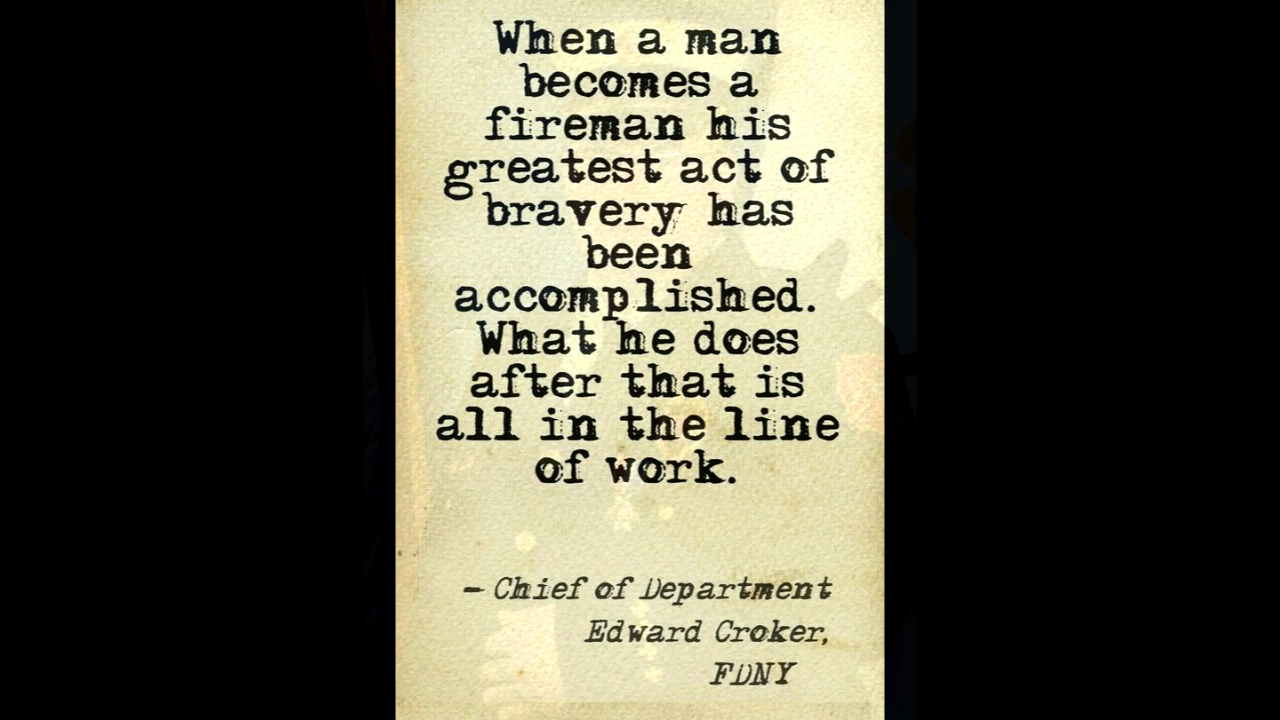 When a man
becomes a
fireman his
greatest act of
bravery has
been
accomplished.
What he does
after that is
all in the line
of work.
— Chief of Department
Edward Croker,
FDNY